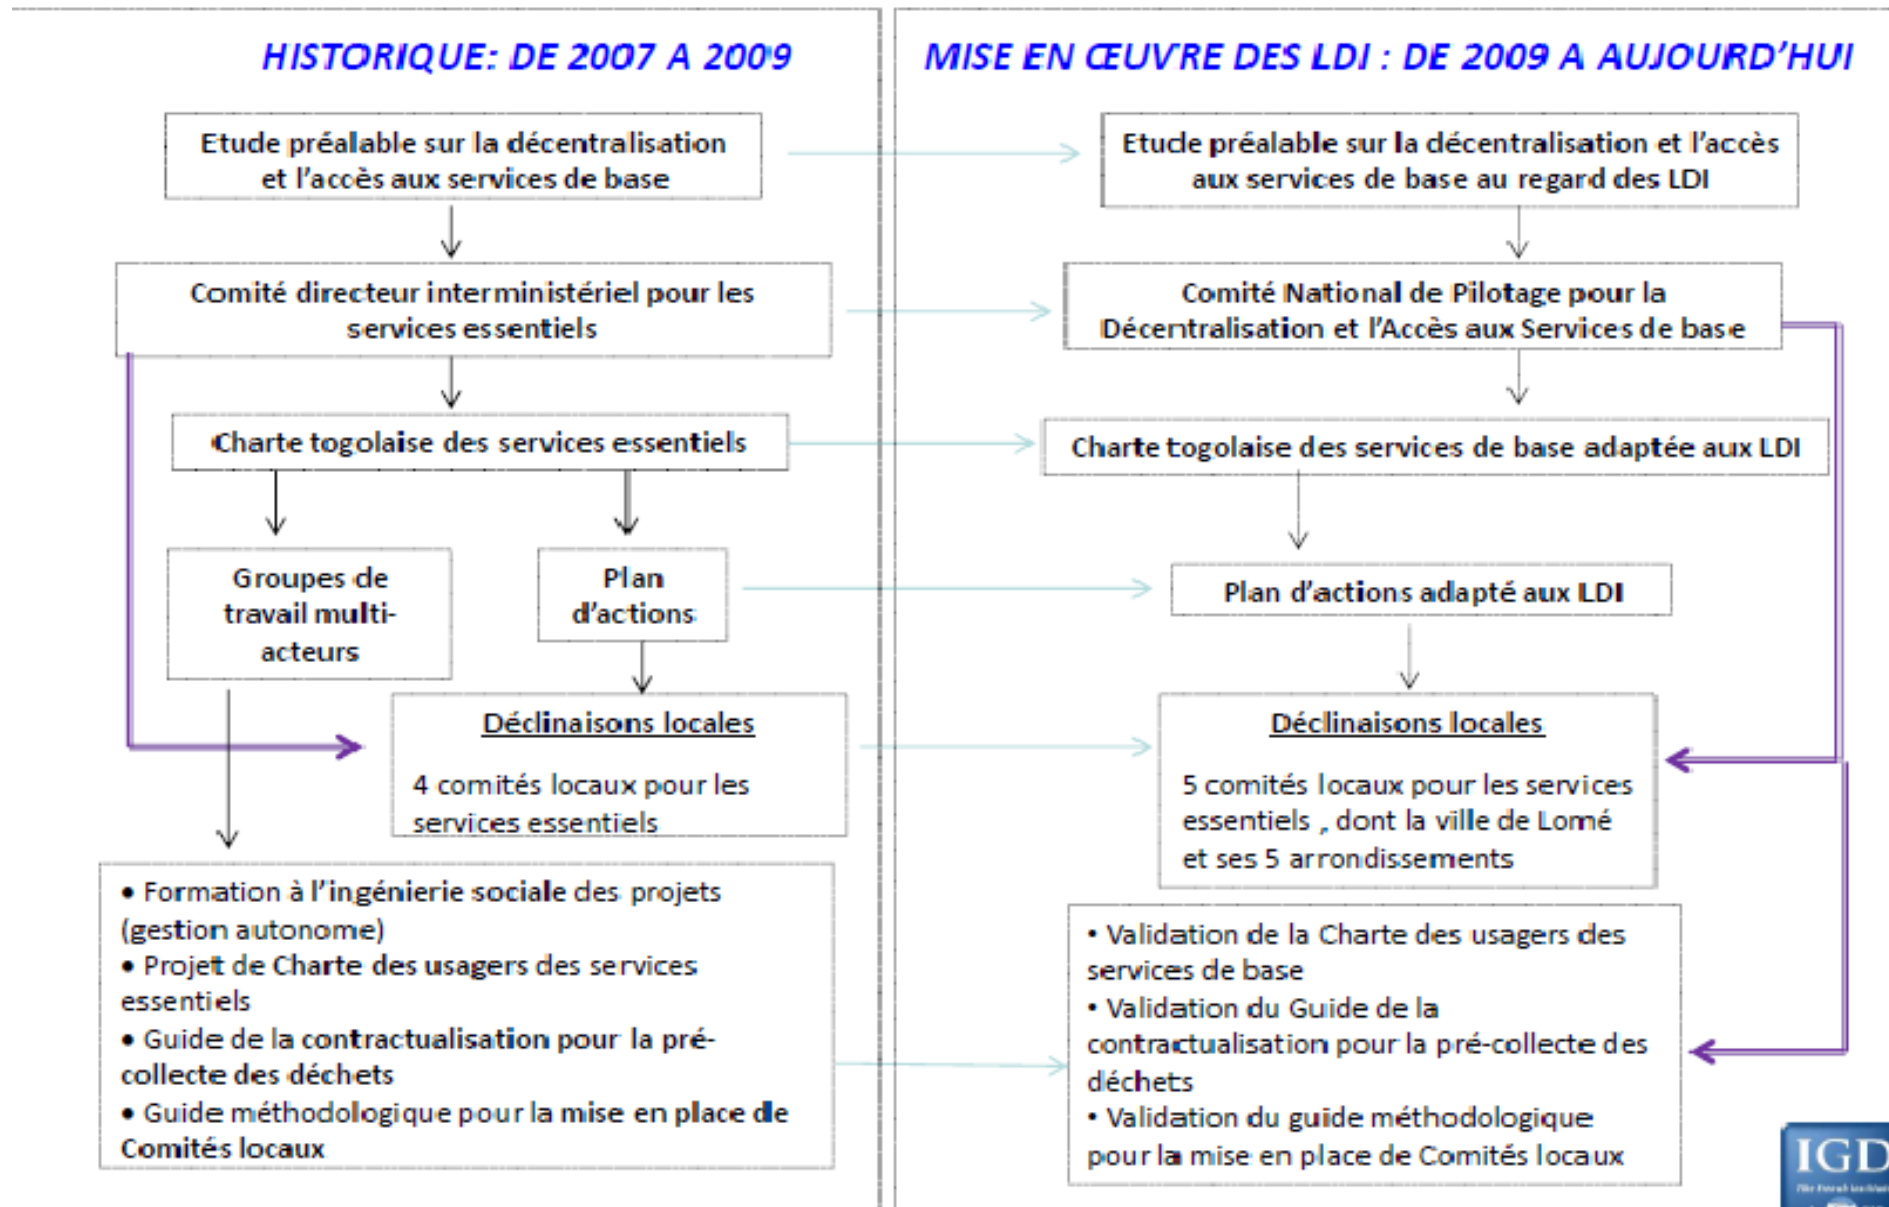 HISTORIQUE: DE 2007 A 2009
Etude préalable sur la décentralisation
et l'accès aux services de base
Comité directeur interministériel pour les
services essentiels
Charte togolaise des services essentiels
Groupes de
travail multi-
acteurs
Plan
d'actions
Déclinaisons locales
4 comités locaux pour les
services essentiels
• Formation à l'ingénierie sociale des projets
(gestion autonome)
• Projet de Charte des usagers des services
essentiels
• Guide de la contractualisation pour la pré-
collecte des déchets
• Guide méthodologique pour la mise en place de
Comités locaux
MISE EN ŒUVRE DES LDI : DE 2009 A AUJOURD'HUI
Etude préalable sur la décentralisation et l'accès
aux services de base au regard des LDI
Comité National de Pilotage pour la
Décentralisation et l'Accès aux Services de base
Charte togolaise des services de base adaptée aux LDI
Plan d'actions adapté aux LDI
Déclinaisons locales
5 comités locaux pour les services
essentiels , dont la ville de Lomé
et ses 5 arrondissements
• Validation de la Charte des usagers des
services de base
• Validation du Guide de la
contractualisation pour la pré-collecte des
déchets
• Validation du guide méthodologique
pour la mise en place de Comités locaux
IGD